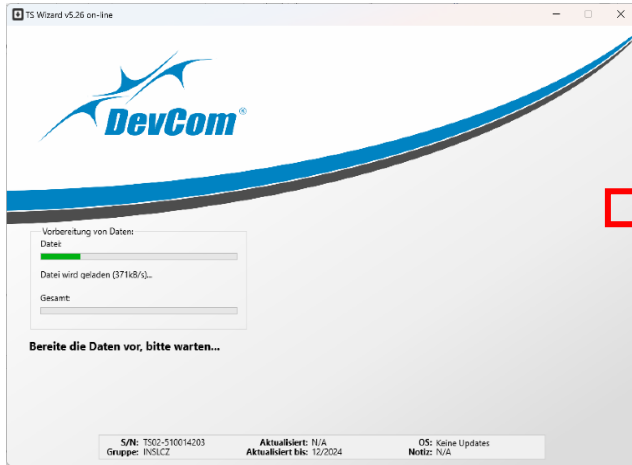 TS Wizard v5.26 on-line
DevCom®
Vorbereitung von Daten:
Datei:
Datei wird geladen (371kB/s)...
Gesamt:
Bereite die Daten vor, bitte warten...
S/N: TS02-510014203 Aktualisiert: N/A OS: Keine Updates
Gruppe: INSLCZ Aktualisiert bis: 12/2024 Notiz: N/A